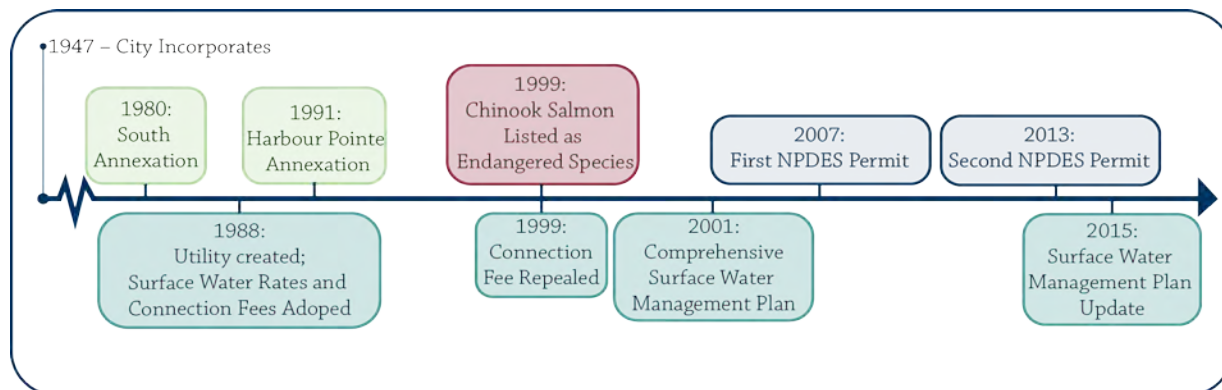 1947 – City Incorporates
1980:
South
Annexation
1991:
Harbour Pointe
Annexation
1999:
Chinook Salmon
Listed as
Endangered Species
2007:
First NPDES Permit
2013:
Second NPDES Permit
1988:
Utility created;
Surface Water Rates and
Connection Fees Adoped
1999:
Connection
Fee Repealed
2001:
Comprehensive
Surface Water
Management Plan
2015:
Surface Water
Management Plan
Update